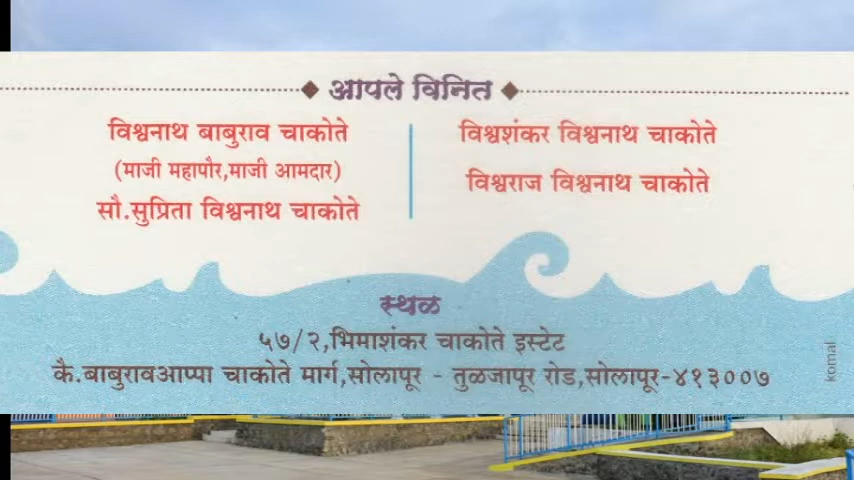 आपले विनित
विश्वनाथ बाबुराव चाकोते
(माजी महापौर,माजी आमदार)
सौ.सुप्रिता विश्वनाथ चाकोते
विश्वशंकर विश्वनाथ चाकोते
विश्वराज विश्वनाथ चाकोते
स्थळ
५७/२,भिमाशंकर चाकोते इस्टेट
कै.बाबुरावआप्पा चाकोते मार्ग,सोलापूर - तुळजापूर रोड,सोलापूर-४१३००७
komal